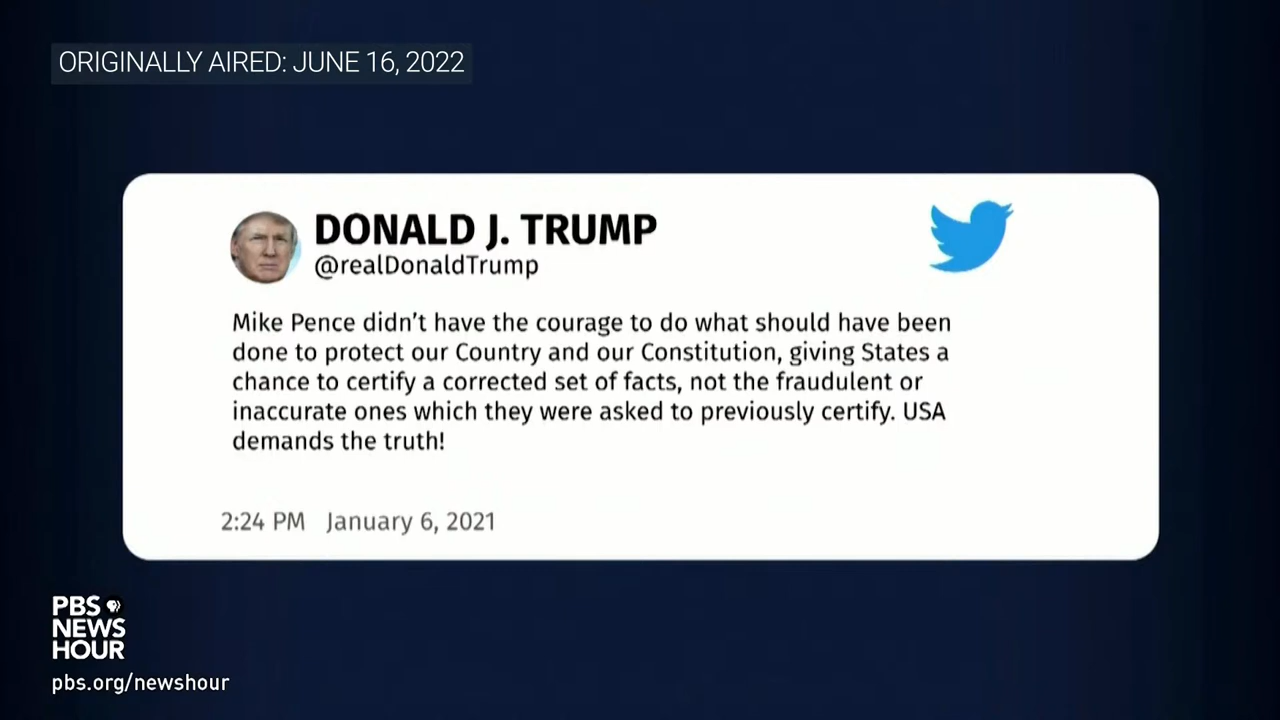 ORIGINALLY AIRED: JUNE 16, 2022
DONALD J. TRUMP
@realDonaldTrump
Mike Pence didn’t have the courage to do what should have been
done to protect our Country and our Constitution, giving States a
chance to certify a corrected set of facts, not the fraudulent or
inaccurate ones which they were asked to previously certify. USA
demands the truth!
2:24 PM January 6, 2021
PBS
NEWS
HOUR
pbs.org/newshour